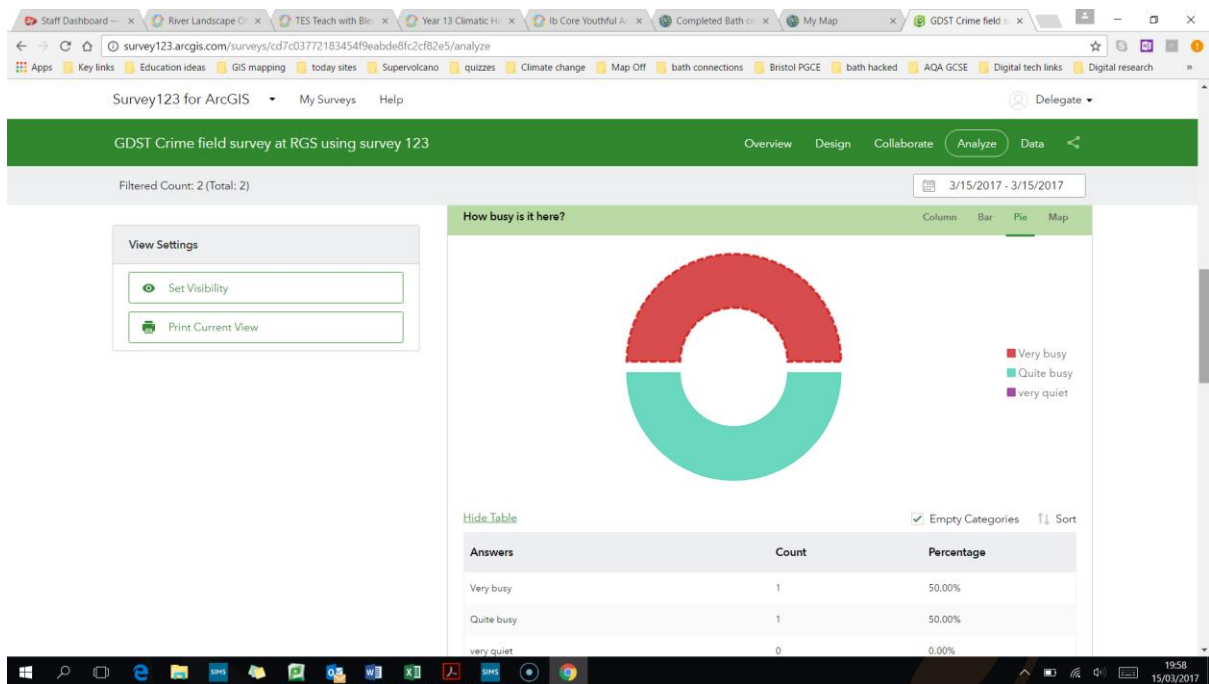 Staff Dashboard — River Landscape O TES Teach with Ble Year 13 Climatic Ha Ib Core Youthful A Completed Bath c My Map GDST Crime field s
survey123.arcgis.com/surveys/cd7c03772183454f9eabde8fc2cf82e5/analyze
Apps Key links Education ideas GIS mapping today sites Supervolcano quizzes Climate change Map Off bath connections Bristol PGCE bath hacked AQA GCSE Digital tech links Digital research »
Survey123 for ArcGIS My Surveys Help Delegate
GDST Crime field survey at RGS using survey 123 Overview Design Collaborate Analyze Data
Filtered Count: 2 (Total: 2) 3/15/2017 - 3/15/2017
How busy is it here? Column Bar Pie Map
View Settings
Set Visibility
Print Current View
Very busy
Quite busy
very quiet
Hide Table Empty Categories Sort
Answers Count Percentage
Very busy 1 50.00%
Quite busy 1 50.00%
very quiet 0 0.00%
SIMS SIMS
19:58
15/03/2017